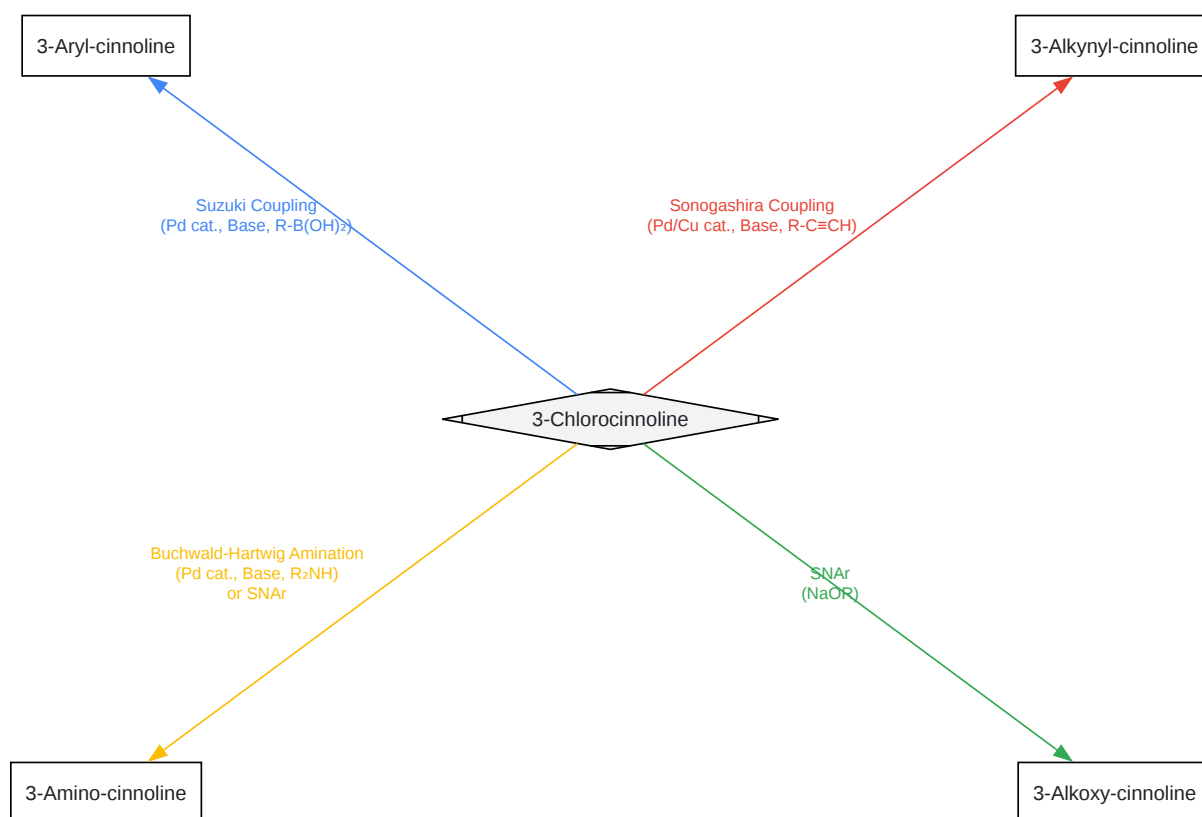 3-Aryl-cinnoline
3-Alkynyl-cinnoline
Suzuki Coupling
(Pd cat., Base, R-B(OH)₂)
Sonogashira Coupling
(Pd/Cu cat., Base, R-C≡CH)
3-Chlorocinnoline
Buchwald-Hartwig Amination
(Pd cat., Base, R₂NH)
or SNAr
SNAr
(NaOR)
3-Amino-cinnoline
3-Alkoxy-cinnoline